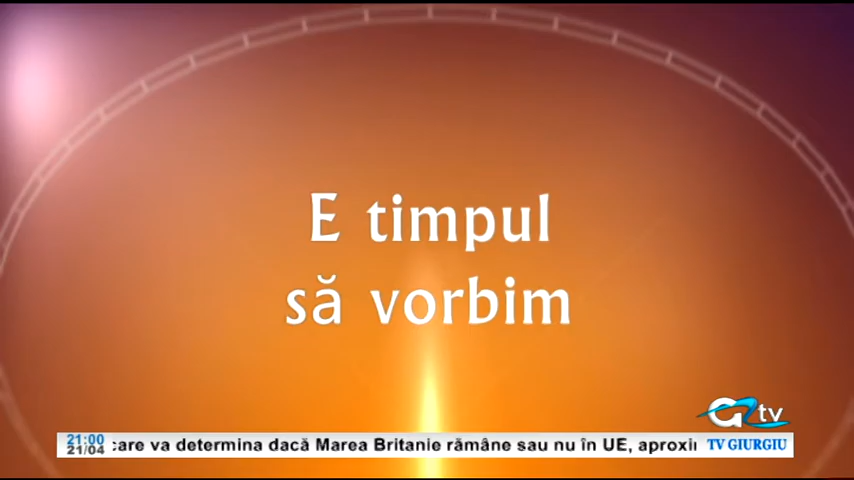 E timpul
să vorbim
G tv
21:00
21/04
care va determina dacă Marea Britanie rămâne sau nu în UE,
TV GIURGIU